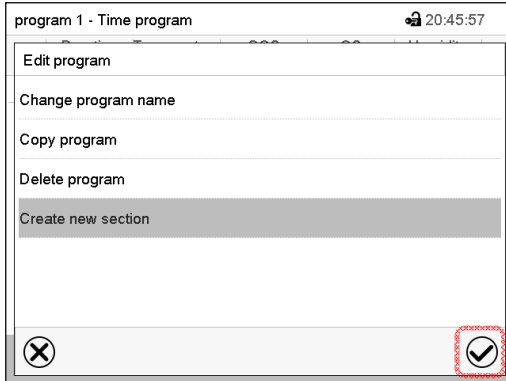 program 1 - Time program 20:45:57
Edit program
Change program name
Copy program
Delete program
Create new section